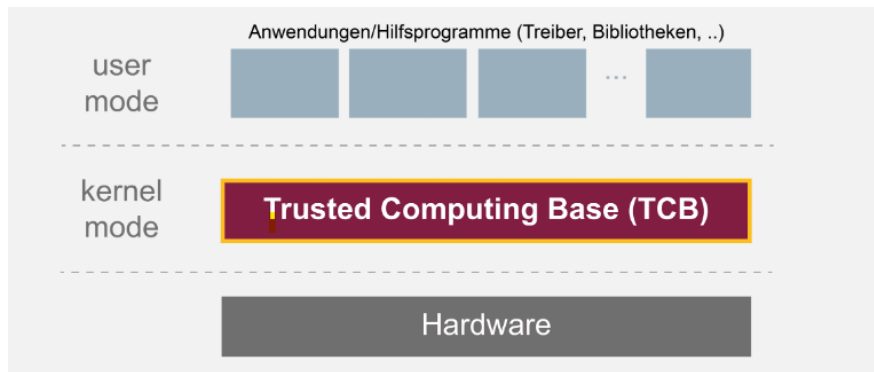 Anwendungen/Hilfsprogramme (Treiber, Bibliotheken, ..)
user
mode
...
kernel
mode
Trusted Computing Base (TCB)
Hardware